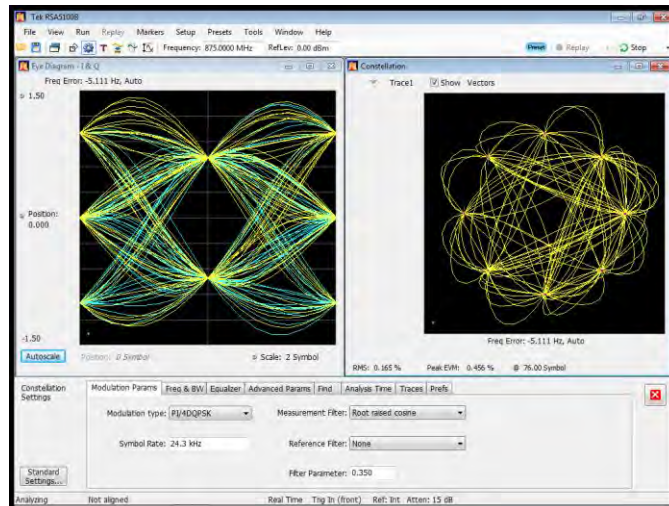 Tek RSA5100B
File View Run Replay Markers Setup Presets Tools Window Help
Frequency: 875.0000 MHz RefLev: 0.00 dBm Preset Replay Stop
Eye Diagram - I & Q
Freq Error: -5.111 Hz, Auto
1.50
Position:
0.000
-1.50
Autoscale Position: 0 Symbol Scale: 2 Symbol
Constellation
Trace1 Show Vectors
Freq Error: -5.111 Hz, Auto
RMS: 0.165 % Peak EVM: 0.456 % @ 76.00 Symbol
Constellation
Settings
Modulation Params Freq & BW Equalizer Advanced Params Find Analysis Time Traces Prefs
Modulation type: PI/4DQPSK Measurement Filter: Root raised cosine
Symbol Rate: 24.3 kHz Reference Filter: None
Filter Parameter: 0.350
Standard
Settings...
Analyzing Not aligned Real Time Trig In (front) Ref: Int Atten: 15 dB